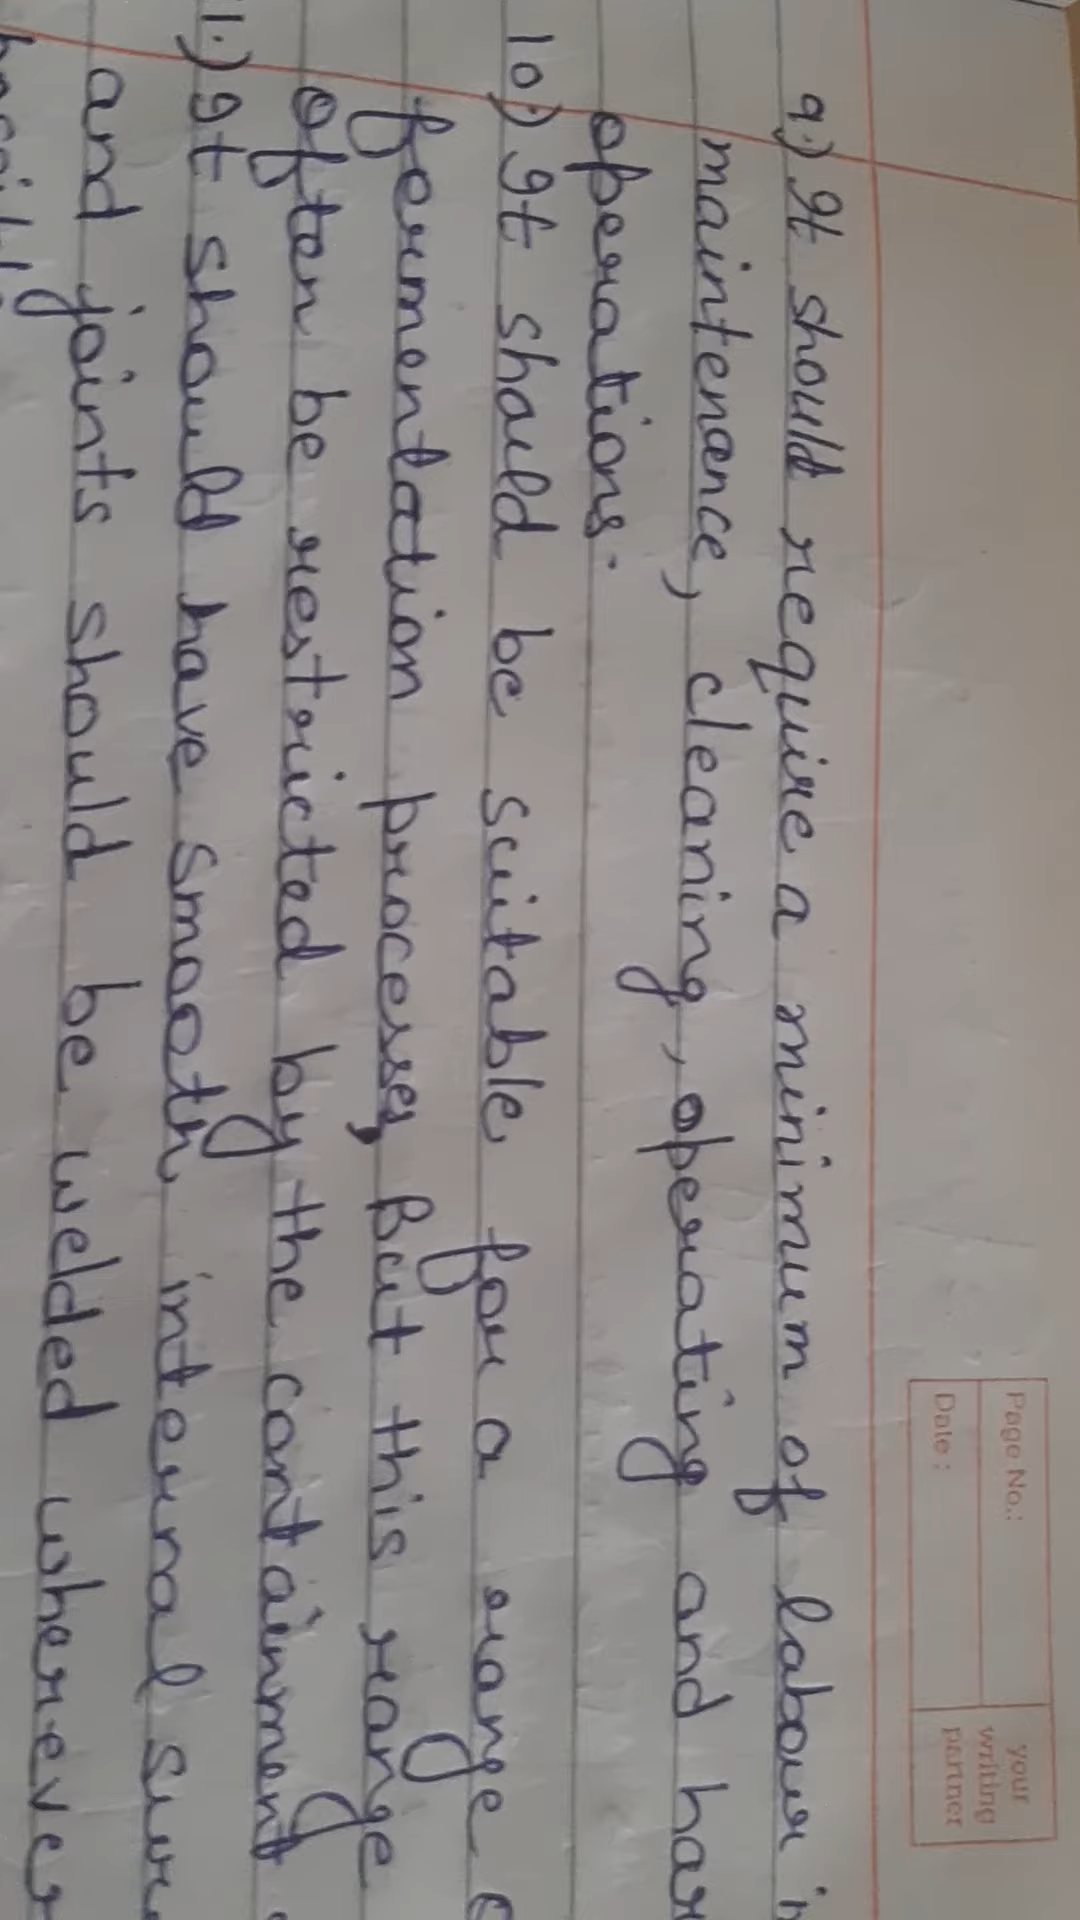 Page No.:
Date:
your
writing
partner
9.) It should require a minimum of labour in
maintenence, cleaning, operating and har
operations.
10.) It should be suitable for a range
fermentation processes, But this range
often be restricted by the containment
1.) It should have smooth internal sur
and joints should be welded wherever